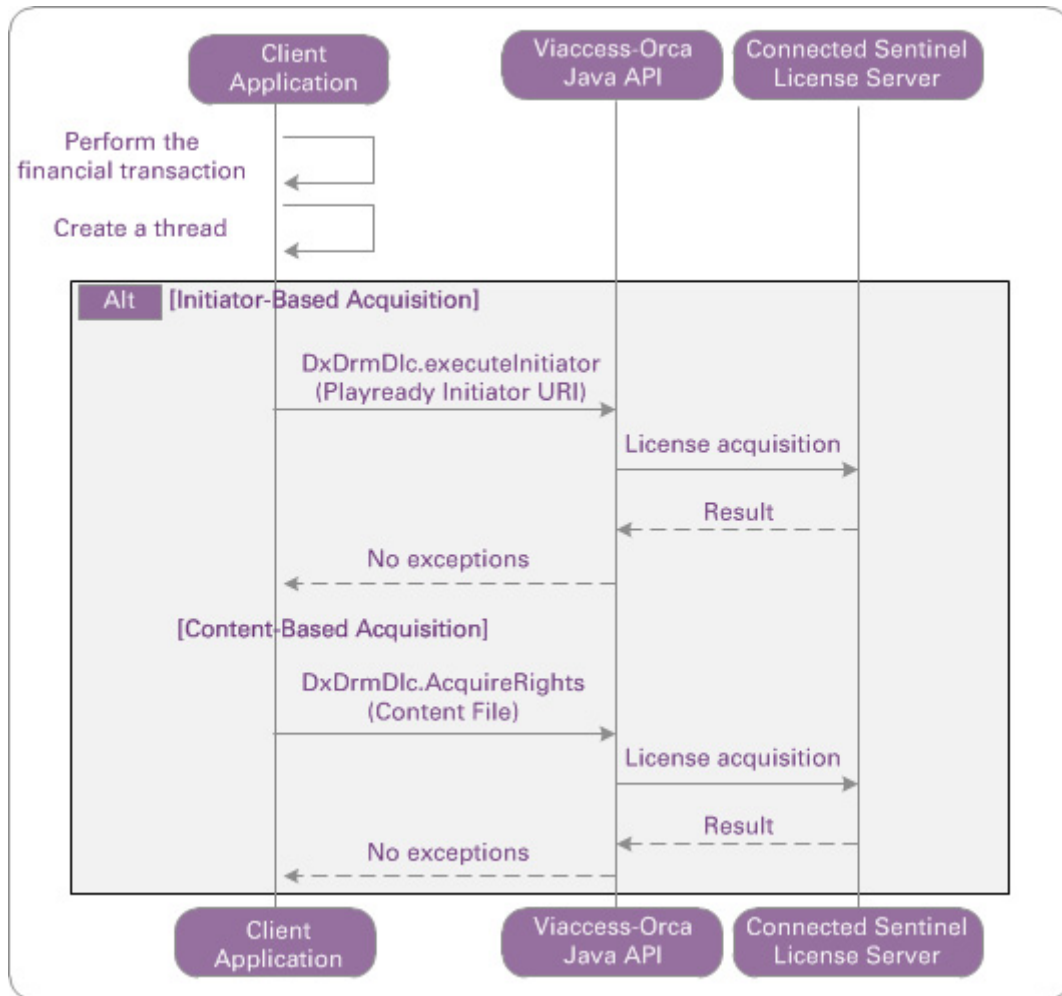 Client
Application
Viaccess-Orca
Java API
Connected Sentinel
License Server
Perform the
financial transaction
Create a thread
Alt
[Initiator-Based Acquisition]
DxDrmDlc.executeInitiator
(Playready Initiator URI)
License acquisition
Result
No exceptions
[Content-Based Acquisition]
DxDrmDlc.AcquireRights
(Content File)
License acquisition
Result
No exceptions
Client
Application
Viaccess-Orca
Java API
Connected Sentinel
License Server